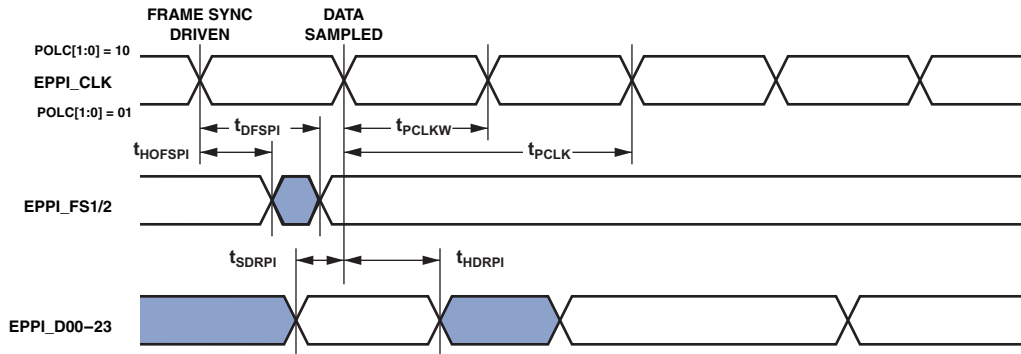 FRAME SYNC
DRIVEN
DATA
SAMPLED
POLC[1:0] = 10
EPPI_CLK
POLC[1:0] = 01
tDFSPI
tPCLKW
tHOFSPI
tPCLK
EPPI_FS1/2
tSDRPI
tHDRPI
EPPI_D00–23